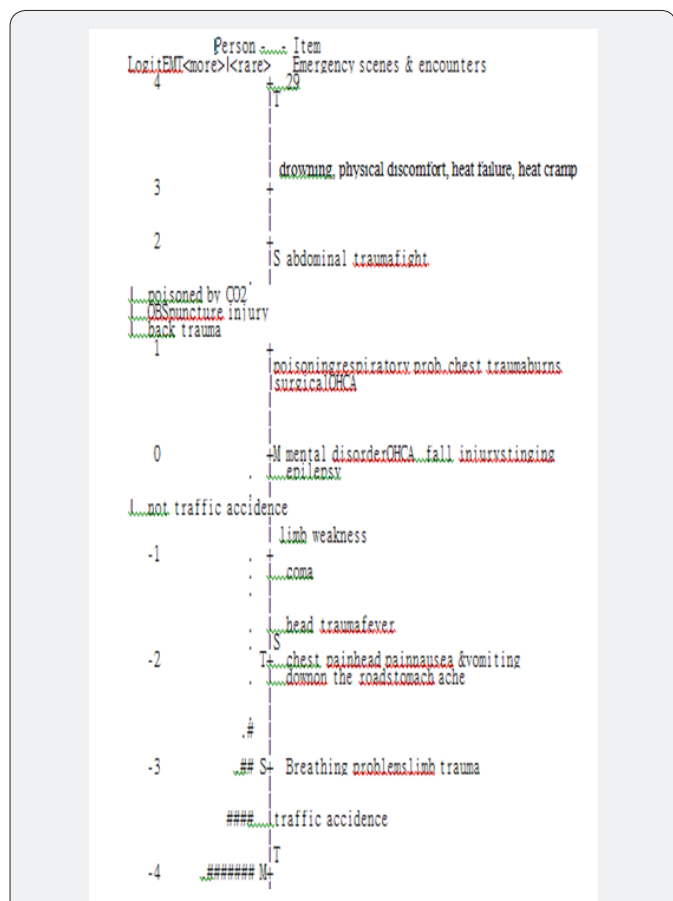 Person - - Item
LogitEMT<more>|<rare> Emergency scenes & encounters
4 + 29
|T
drowning, physical discomfort, heat failure, heat cramp
3 +
2 +
|S abdominal traumafight
.
| poisoned by CO2
| OBSpuncture injury
| back trauma
1 +
|poisoningrespiratory prob.chest traumaburns
|surgicalOHCA
0 +M mental disorderOHCA fall injurystinging
. | epilepsy
| not traffic accidence
| limb weakness
-1 . +
. | coma
.
. | head traumafever
. |S
-2 T+ chest painhead painnausea &vomiting
. | downon the roadstomach ache
.
.# |
-3 .## S+ Breathing problemslimb trauma
#### |traffic accidence
|T
-4 .####### M+